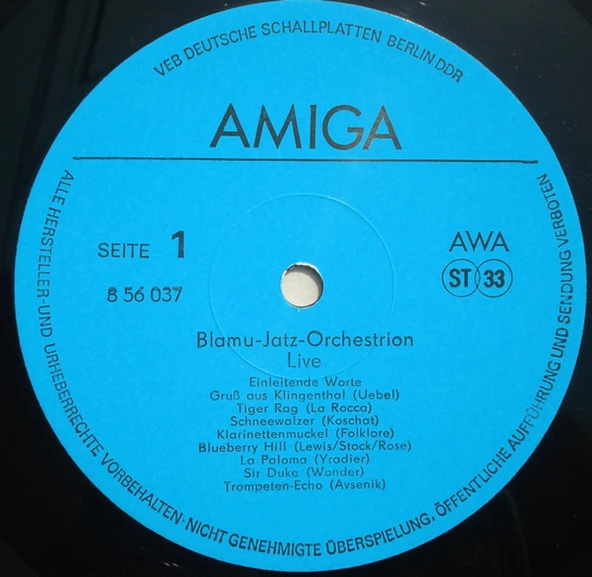 VEB DEUTSCHE SCHALLPLATTEN BERLIN DDR
AMIGA
SEITE 1
8 56 037
AWA
ST 33
Blamu-Jatz-Orchestrion
Live
Einleitende Worte
Gruß aus Klingenthal (Uebel)
Tiger Rag (La Rocca)
Schneewalzer (Koschat)
Klarinettenmuckel (Folklore)
Blueberry Hill (Lewis/Stock/Rose)
La Paloma (Yradier)
Sir Duke (Wonder)
Trompeten-Echo (Avsenik)
ALLE HERSTELLER-UND URHEBERRECHTE VORBEHALTEN·NICHT GENEHMIGTE ÜBERSPIELUNG, ÖFFENTLICHE AUFFÜHRUNG UND SENDUNG VERBOTEN